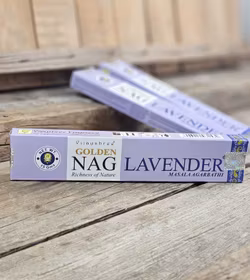 Vijayshree
GOLDEN
NAG
Richness of Nature
LAVENDER
MASALA AGARBATHI